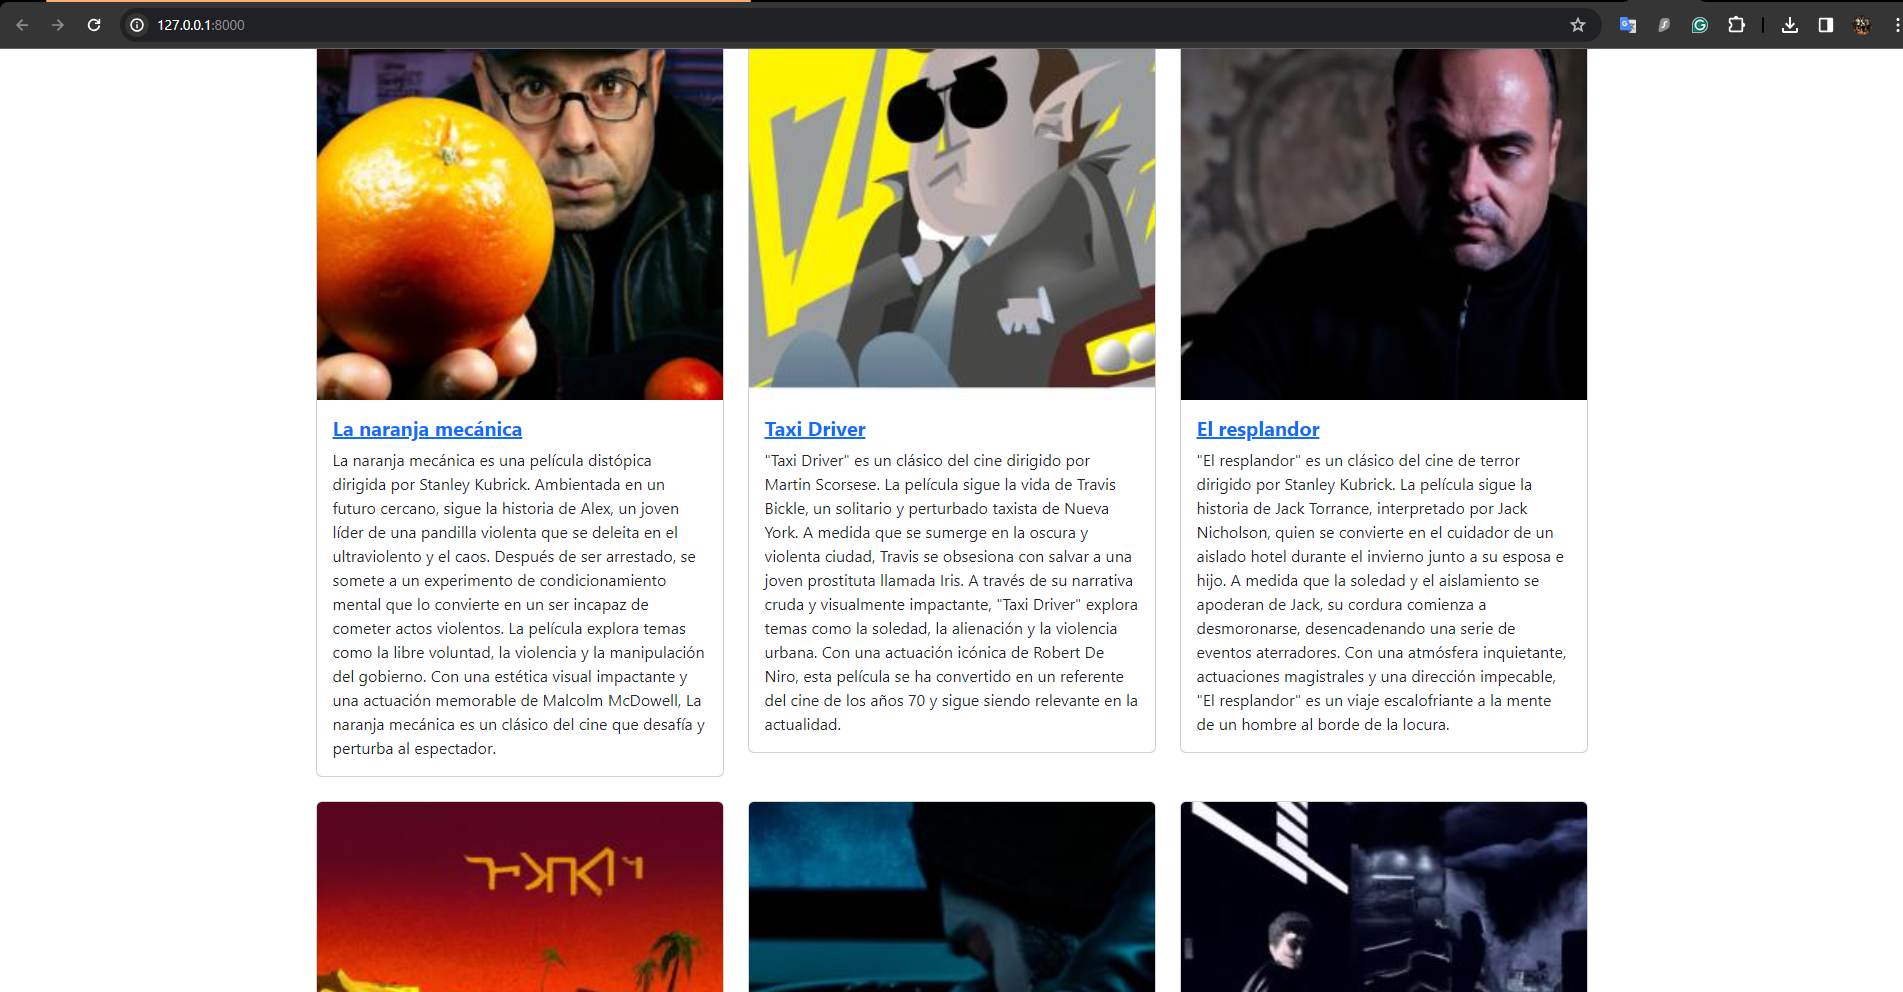 127.0.0.1:8000
La naranja mecánica
La naranja mecánica es una película distópica
dirigida por Stanley Kubrick. Ambientada en un
futuro cercano, sigue la historia de Alex, un joven
líder de una pandilla violenta que se deleita en el
ultraviolento y el caos. Después de ser arrestado, se
somete a un experimento de condicionamiento
mental que lo convierte en un ser incapaz de
cometer actos violentos. La película explora temas
como la libre voluntad, la violencia y la manipulación
del gobierno. Con una estética visual impactante y
una actuación memorable de Malcolm McDowell, La
naranja mecánica es un clásico del cine que desafía y
perturba al espectador.
Taxi Driver
"Taxi Driver" es un clásico del cine dirigido por
Martin Scorsese. La película sigue la vida de Travis
Bickle, un solitario y perturbado taxista de Nueva
York. A medida que se sumerge en la oscura y
violenta ciudad, Travis se obsesiona con salvar a una
joven prostituta llamada Iris. A través de su narrativa
cruda y visualmente impactante, "Taxi Driver" explora
temas como la soledad, la alienación y la violencia
urbana. Con una actuación icónica de Robert De
Niro, esta película se ha convertido en un referente
del cine de los años 70 y sigue siendo relevante en la
actualidad.
El resplandor
"El resplandor" es un clásico del cine de terror
dirigido por Stanley Kubrick. La película sigue la
historia de Jack Torrance, interpretado por Jack
Nicholson, quien se convierte en el cuidador de un
aislado hotel durante el invierno junto a su esposa e
hijo. A medida que la soledad y el aislamiento se
apoderan de Jack, su cordura comienza a
desmoronarse, desencadenando una serie de
eventos aterradores. Con una atmósfera inquietante,
actuaciones magistrales y una dirección impecable,
"El resplandor" es un viaje escalofriante a la mente
de un hombre al borde de la locura.